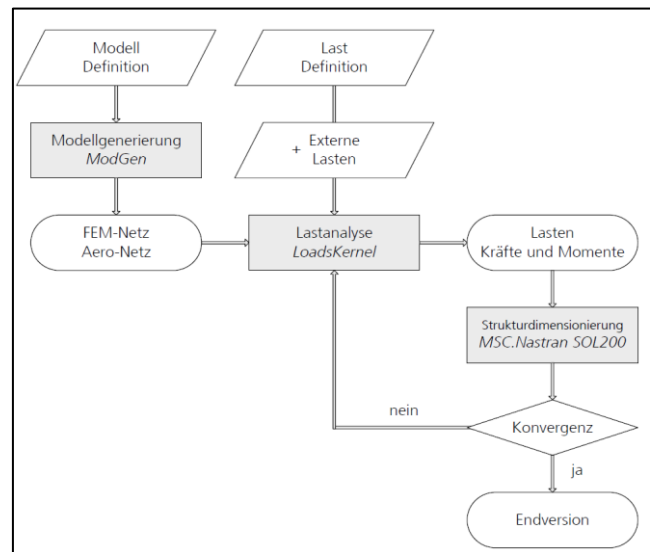 Modell
Definition
Last
Definition
Modellgenerierung
ModGen
+ Externe
Lasten
FEM-Netz
Aero-Netz
Lastanalyse
LoadsKernel
Lasten
Kräfte und Momente
Strukturdimensionierung
MSC.Nastran SOL200
nein
Konvergenz
ja
Endversion